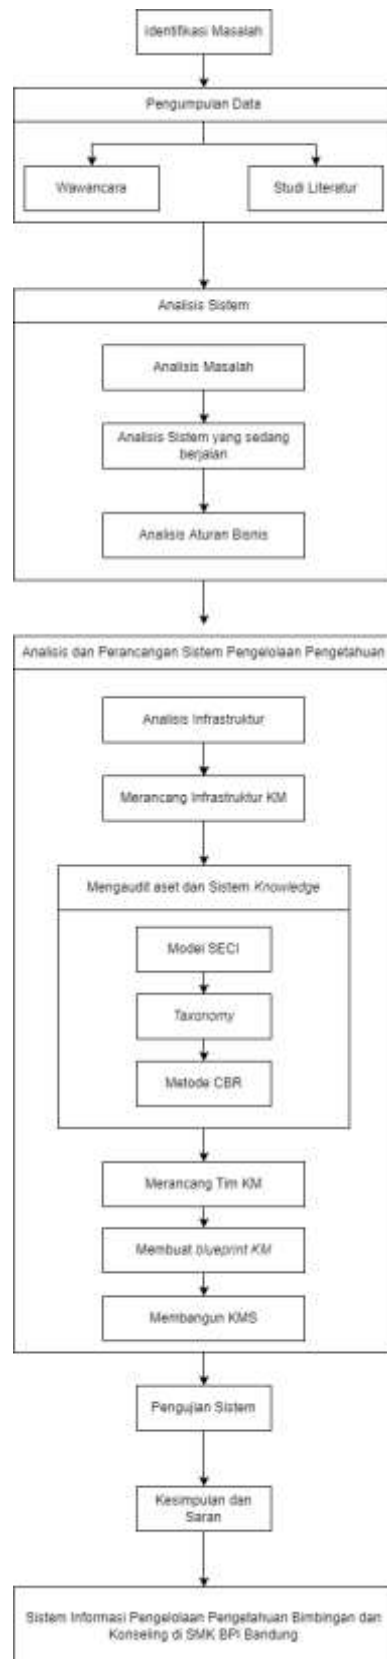 Identifikasi Masalah
Pengumpulan Data
Wawancara
Studi Literatur
Analisis Sistem
Analisis Masalah
Analisis Sistem yang sedang
berjalan
Analisis Aturan Bisnis
Analisis dan Perancangan Sistem Pengelolaan Pengetahuan
Analisis Infrastruktur
Merancang Infrastruktur KM
Mengaudit aset dan Sistem Knowledge
Model SECI
Taxonomy
Metode CBR
Merancang Tim KM
Membuat blueprint KM
Membangun KMS
Pengujian Sistem
Kesimpulan dan
Saran
Sistem Informasi Pengelolaan Pengetahuan Bimbingan dan
Konseling di SMK BPI Bandung